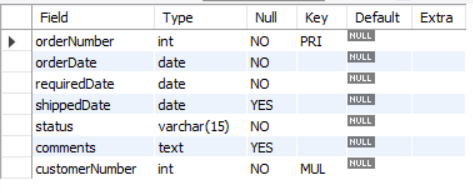 Field Type Null Key Default Extra
orderNumber int NO PRI NULL
orderDate date NO NULL
requiredDate date NO NULL
shippedDate date YES NULL
status varchar(15) NO NULL
comments text YES NULL
customerNumber int NO MUL NULL